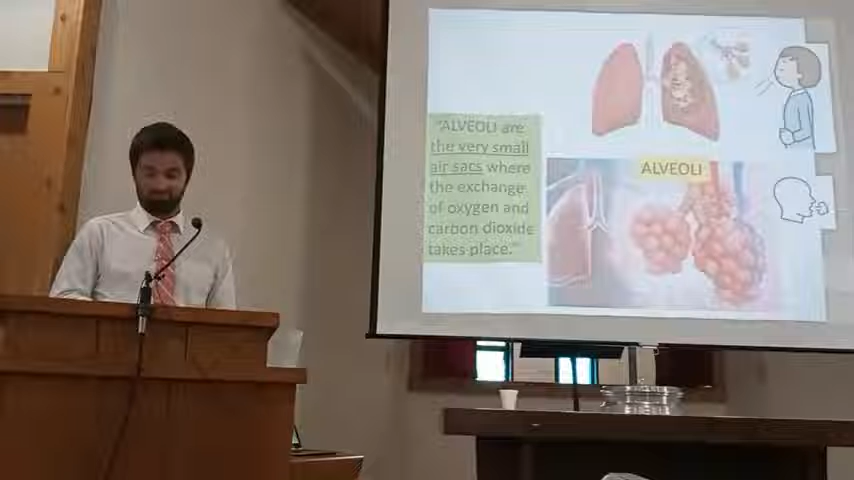 "ALVEOLI are
the very small
air sacs where
the exchange
of oxygen and
carbon dioxide
takes place."
ALVEOLI